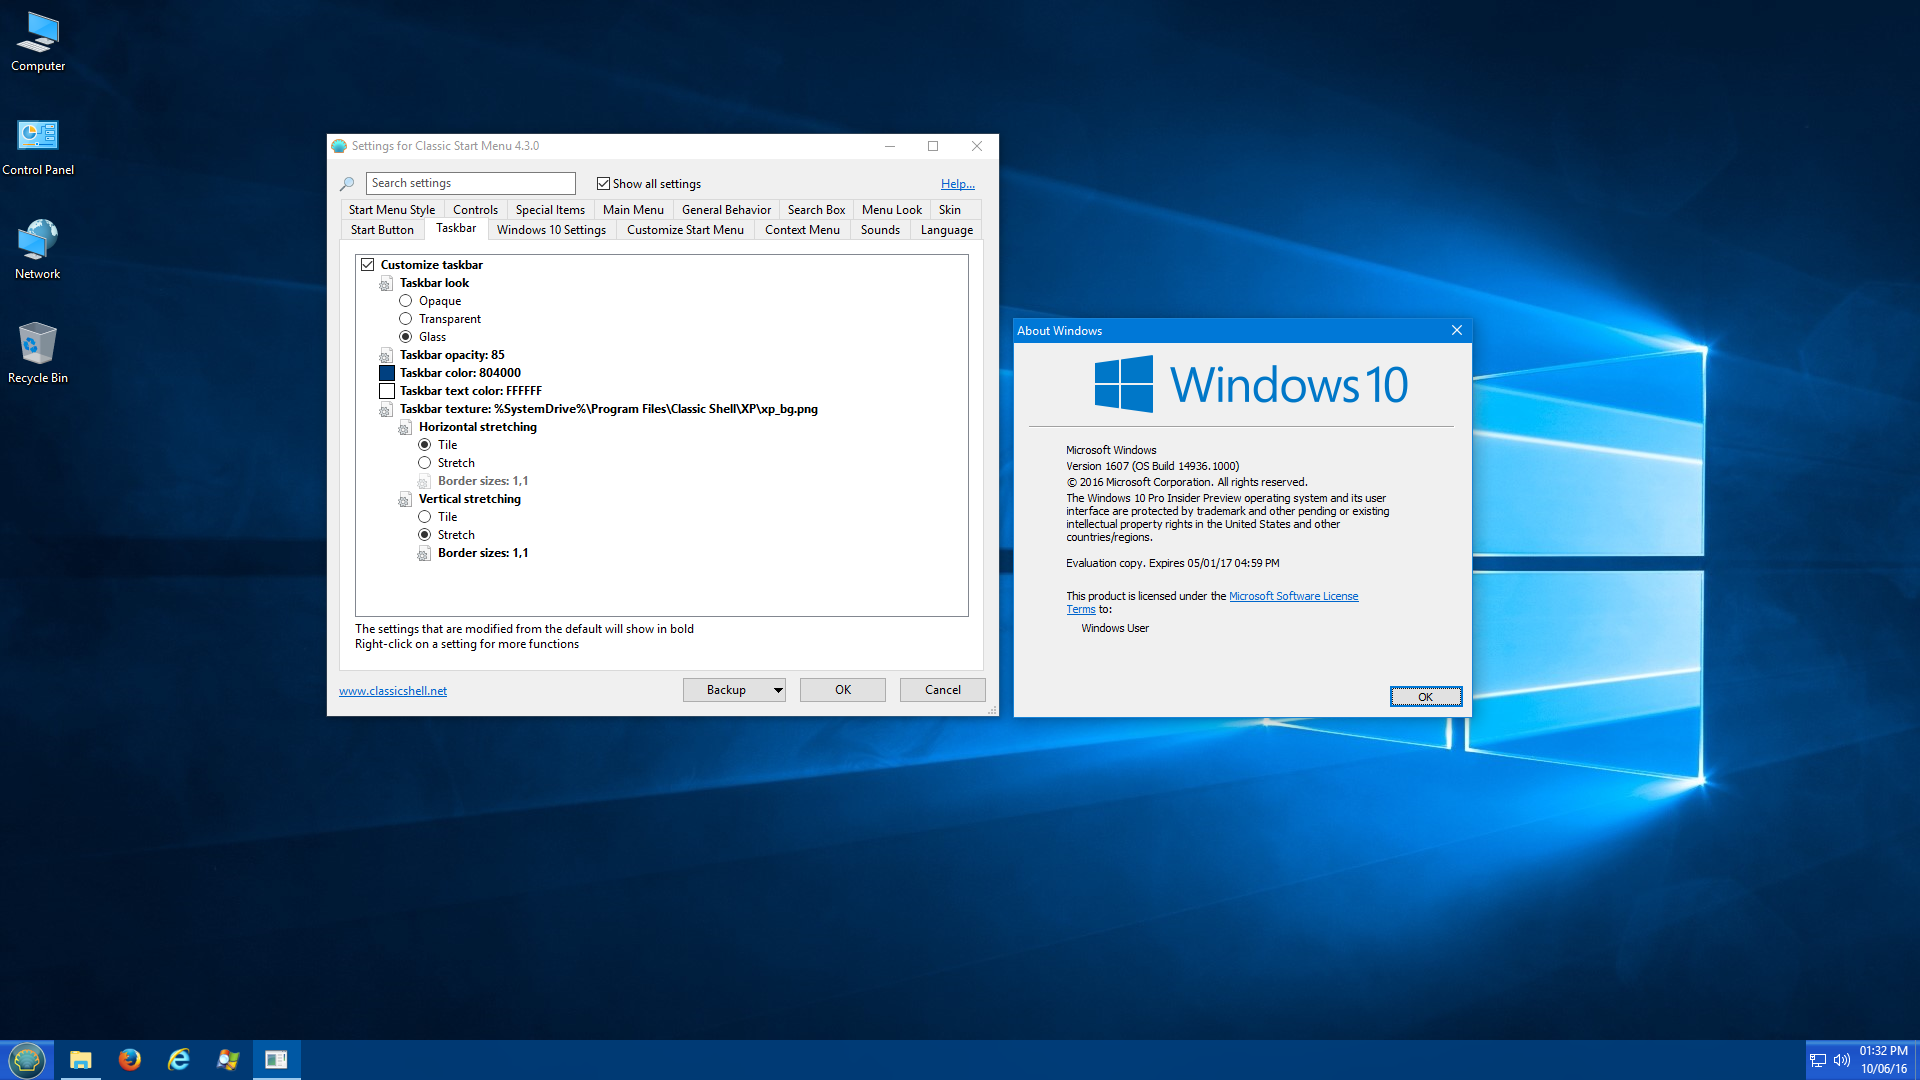 Computer
Control Panel
Network
Recycle Bin
Settings for Classic Start Menu 4.3.0
Search settings
Show all settings
Help...
Start Menu Style
Controls
Special Items
Main Menu
General Behavior
Search Box
Menu Look
Skin
Start Button
Taskbar
Windows 10 Settings
Customize Start Menu
Context Menu
Sounds
Language
Customize taskbar
Taskbar look
Opaque
Transparent
Glass
Taskbar opacity: 85
Taskbar color: 804000
Taskbar text color: FFFFFF
Taskbar texture: %SystemDrive%\Program Files\Classic Shell\XP\xp_bg.png
Horizontal stretching
Tile
Stretch
Border sizes: 1,1
Vertical stretching
Tile
Stretch
Border sizes: 1,1
The settings that are modified from the default will show in bold
Right-click on a setting for more functions
www.classicshell.net
Backup
OK
Cancel
About Windows
Windows 10
Microsoft Windows
Version 1607 (OS Build 14936.1000)
© 2016 Microsoft Corporation. All rights reserved.
The Windows 10 Pro Insider Preview operating system and its user
interface are protected by trademark and other pending or existing
intellectual property rights in the United States and other
countries/regions.
Evaluation copy. Expires 05/01/17 04:59 PM
This product is licensed under the Microsoft Software License
Terms to:
Windows User
OK
01:32 PM
10/06/16